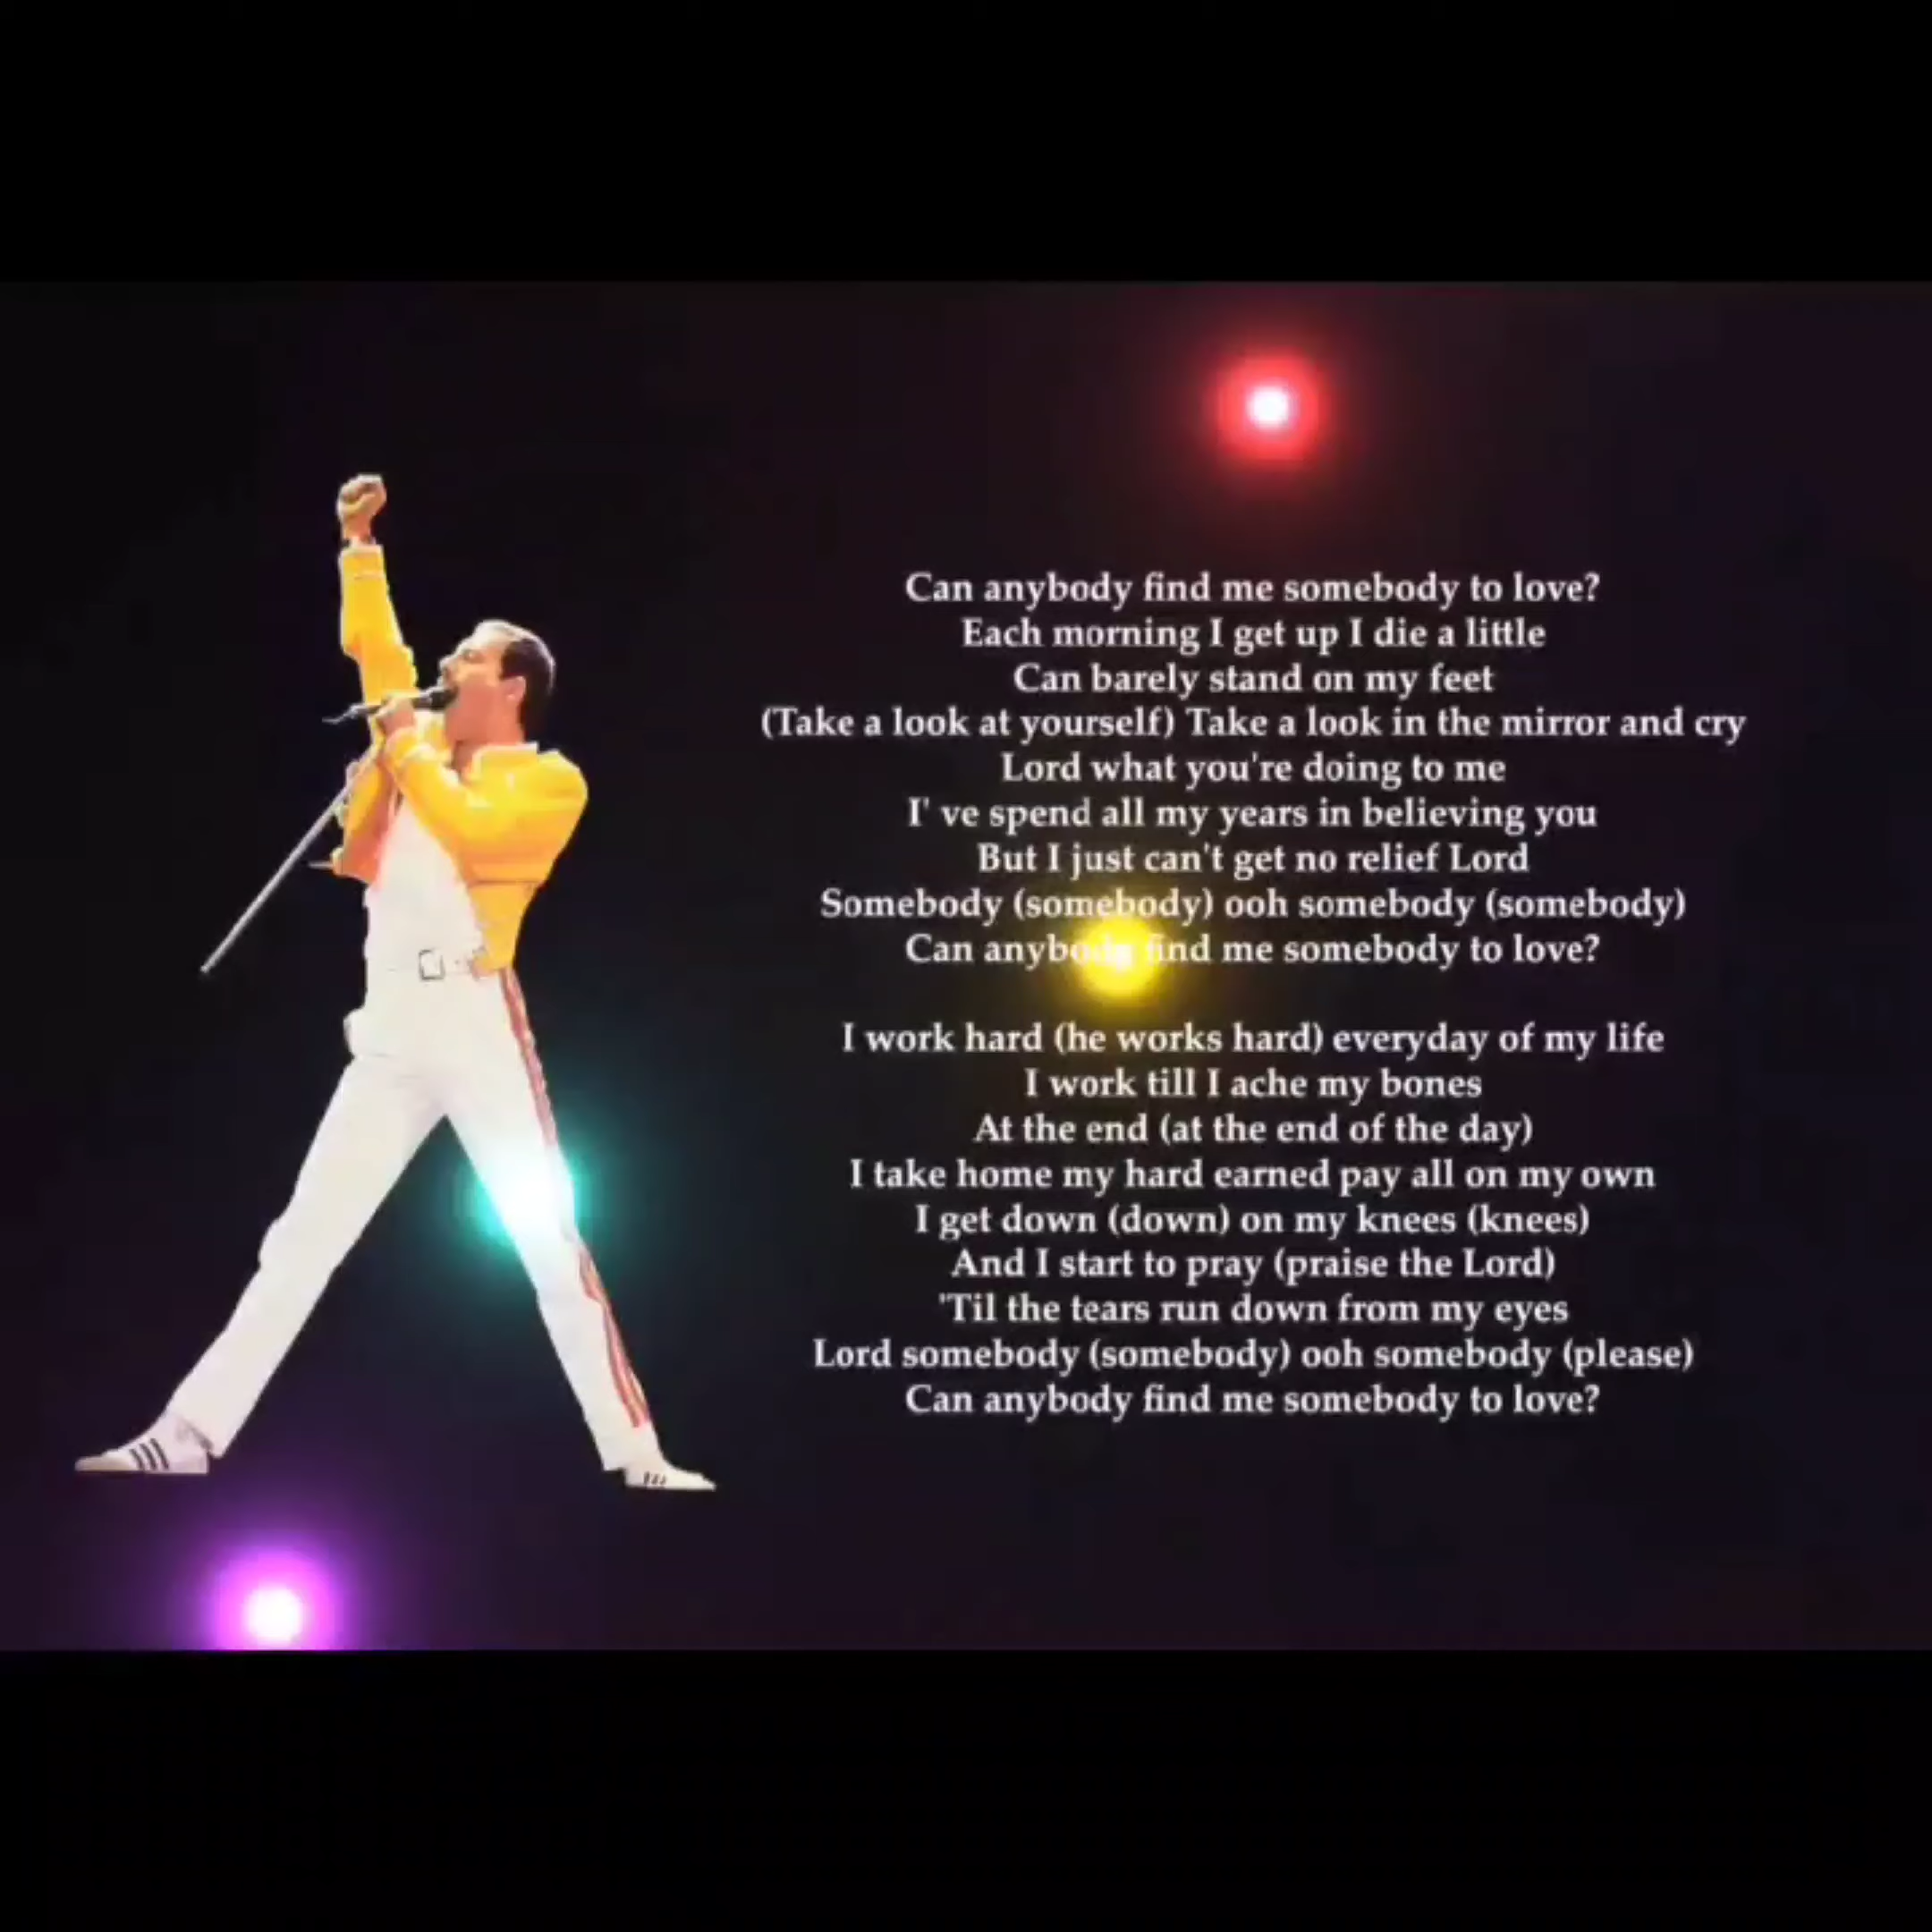 Can anybody find me somebody to love?
Each morning I get up I die a little
Can barely stand on my feet
(Take a look at yourself) Take a look in the mirror and cry
Lord what you're doing to me
I' ve spend all my years in believing you
But I just can't get no relief Lord
Somebody (somebody) ooh somebody (somebody)
Can anybody find me somebody to love?
I work hard (he works hard) everyday of my life
I work till I ache my bones
At the end (at the end of the day)
I take home my hard earned pay all on my own
I get down (down) on my knees (knees)
And I start to pray (praise the Lord)
'Til the tears run down from my eyes
Lord somebody (somebody) ooh somebody (please)
Can anybody find me somebody to love?